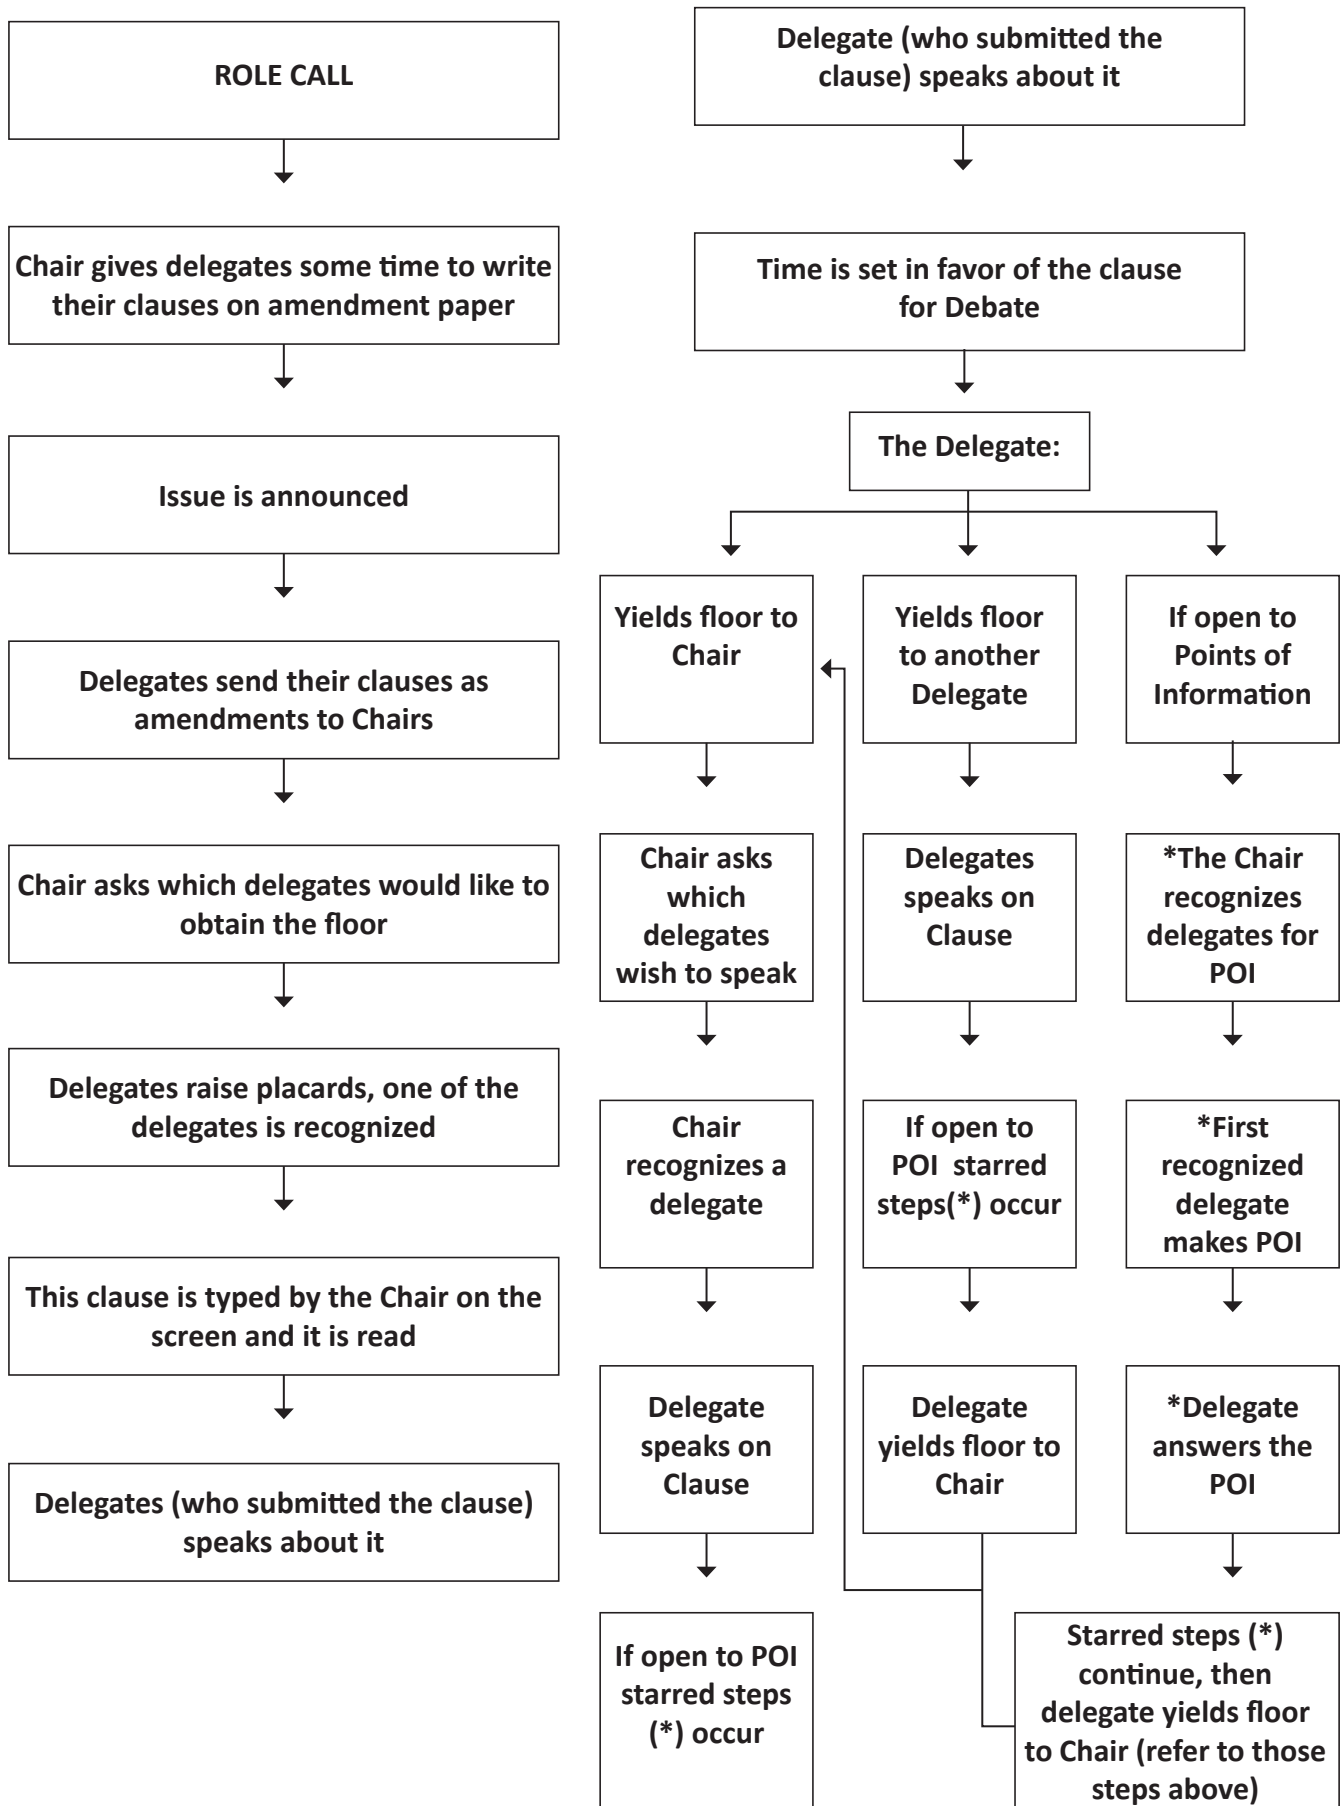 ROLE CALL
Chair gives delegates some time to write
their clauses on amendment paper
Issue is announced
Delegates send their clauses as
amendments to Chairs
Chair asks which delegates would like to
obtain the floor
Delegates raise placards, one of the
delegates is recognized
This clause is typed by the Chair on the
screen and it is read
Delegates (who submitted the clause)
speaks about it
Delegate (who submitted the
clause) speaks about it
Time is set in favor of the clause
for Debate
The Delegate:
Yields floor to
Chair
Chair asks
which
delegates
wish to speak
Chair
recognizes a
delegate
Delegate
speaks on
Clause
If open to POI
starred steps
(*) occur
Yields floor
to another
Delegate
Delegates
speaks on
Clause
If open to
POI  starred
steps(*) occur
Delegate
yields floor to
Chair
If open to
Points of
Information
*The Chair
recognizes
delegates for
POI
*First
recognized
delegate
makes POI
*Delegate
answers the
POI
Starred steps (*)
continue, then
delegate yields floor
to Chair (refer to those
steps above)